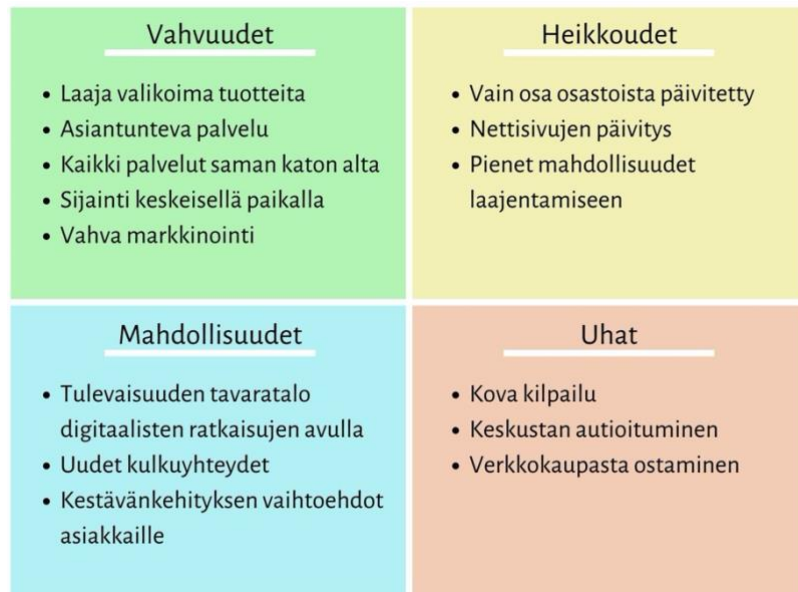 Vahvuudet
• Laaja valikoima tuotteita
• Asiantunteva palvelu
• Kaikki palvelut saman katon alta
• Sijainti keskeisellä paikalla
• Vahva markkinointi
Heikkoudet
• Vain osa osastoista päivitetty
• Nettisivujen päivitys
• Pienet mahdollisuudet
laajentamiseen
Mahdollisuudet
• Tulevaisuuden tavaratalo
digitaalisten ratkaisujen avulla
• Uudet kulkuyhteydet
• Kestävänkehityksen vaihtoehdot
asiakkaille
Uhat
• Kova kilpailu
• Keskustan autioituminen
• Verkkokaupasta ostaminen